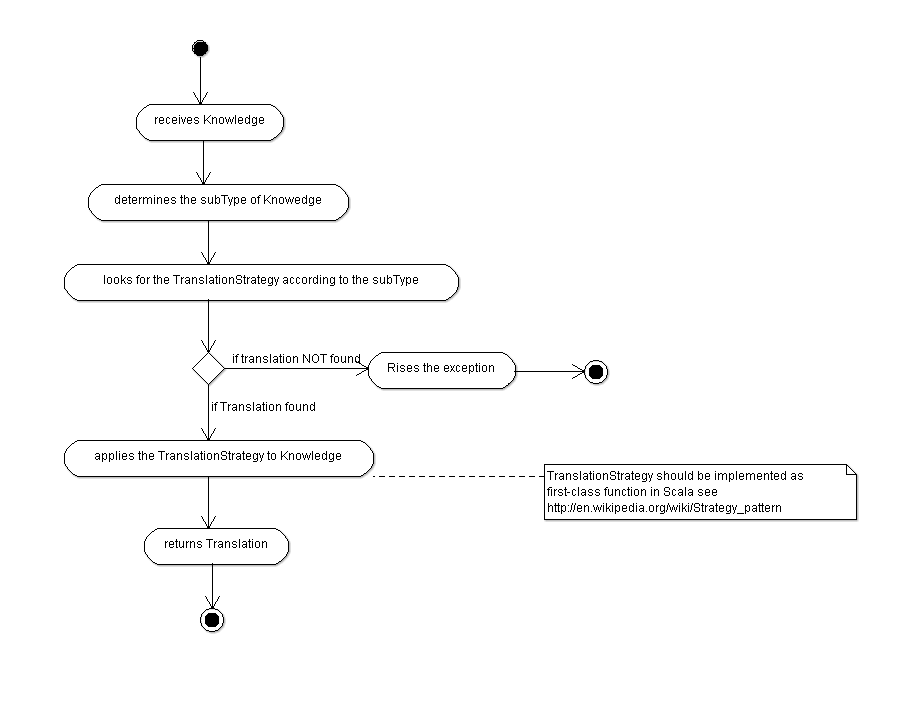 receives Knowledge
determines the subType of Knowedge
looks for the TranslationStrategy according to the subType
if translation NOT found
Rises the exception
if Translation found
applies the TranslationStrategy to Knowledge
TranslationStrategy should be implemented as
first-class function in Scala see
http://en.wikipedia.org/wiki/Strategy_pattern
returns Translation